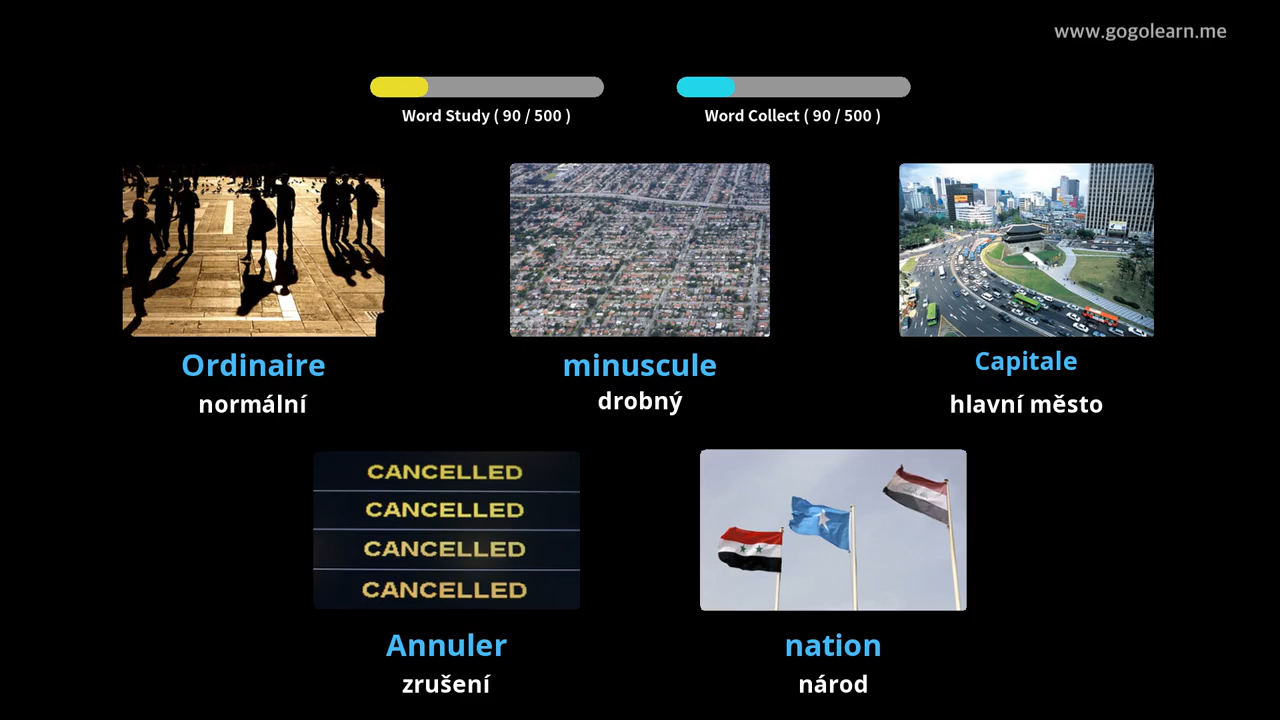 www.gogolearn.me
Word Study ( 90 / 500 )
Word Collect ( 90 / 500 )
Ordinaire
normální
minuscule
drobný
Capitale
hlavní město
CANCELLED
CANCELLED
CANCELLED
CANCELLED
Annuler
zrušení
nation
národ